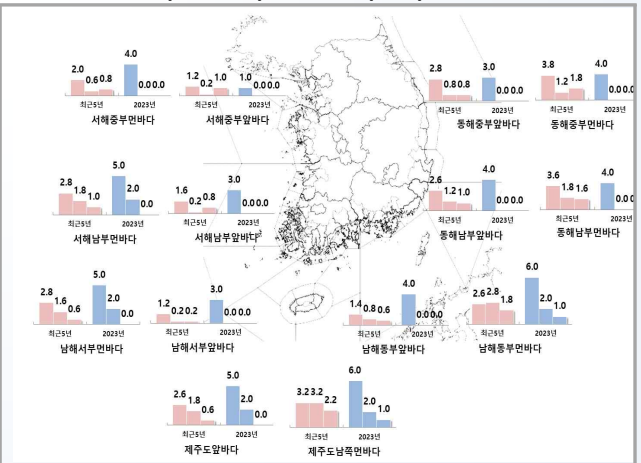 2.0 0.6 0.8 4.0 0.0 0.0
최근5년 2023년
서해중부먼바다
1.2 0.2 1.0 1.0 0.0 0.0
최근5년 2023년
서해중부앞바다
2.8 0.8 0.8 3.0 0.0 0.0
최근5년 2023년
동해중부앞바다
3.8 1.2 1.8 4.0 0.0 0.0
최근5년 2023년
동해중부먼바다
2.8 1.8 1.0 5.0 2.0 0.0
최근5년 2023년
서해남부먼바다
1.6 0.2 0.8 3.0 0.0 0.0
최근5년 2023년
서해남부앞바다
2.6 1.2 1.0 4.0 0.0 0.0
최근5년 2023년
동해남부앞바다
3.6 1.8 1.6 4.0 0.0 0.0
최근5년 2023년
동해남부먼바다
2.8 1.6 0.6 5.0 2.0 0.0
최근5년 2023년
남해서부먼바다
1.2 0.2 0.2 3.0 0.0 0.0
최근5년 2023년
남해서부앞바다
1.4 0.8 0.6 4.0 0.0 0.0
최근5년 2023년
남해동부앞바다
2.6 2.8 1.8 6.0 2.0 1.0
최근5년 2023년
남해동부먼바다
2.6 1.8 0.6 5.0 2.0 0.0
최근5년 2023년
제주도앞바다
3.2 3.2 2.2 6.0 2.0 1.0
최근5년 2023년
제주도남쪽먼바다